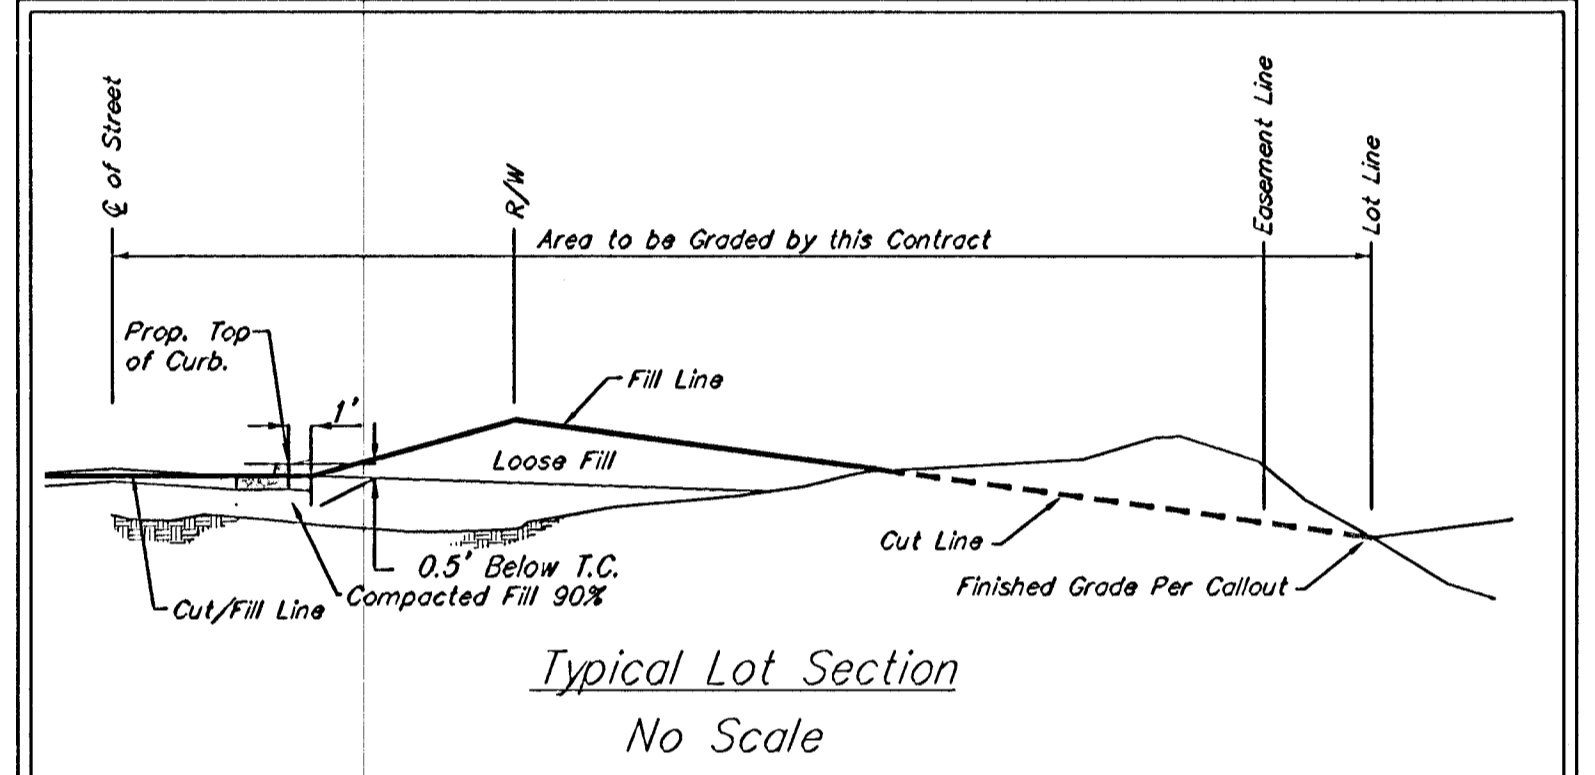 ℄ of Street
R/W
Easement Line
Lot Line
Area to be Graded by this Contract
Prop. Top
of Curb.
1'
Fill Line
Loose Fill
Cut Line
0.5' Below T.C.
Compacted Fill 90%
Cut/Fill Line
Finished Grade Per Callout
Typical Lot Section
No Scale